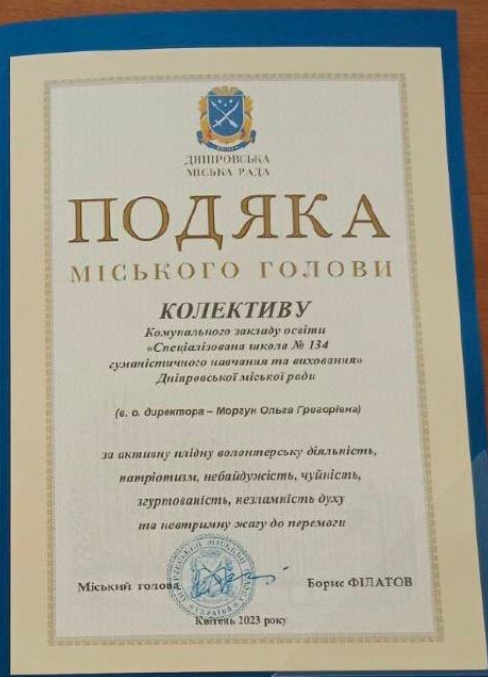 ДНІПРОВСЬКА
МІСЬКА РАДА
ПОДЯКА
МІСЬКОГО ГОЛОВИ
КОЛЕКТИВУ
Комунального закладу освіти
«Спеціалізована школа № 134
гуманістичного навчання та виховання»
Дніпровської міської ради
(в. о. директора – Моргун Ольга Григорівна)
за активну плідну волонтерську діяльність,
патріотизм, небайдужість, чуйність,
згуртованість, незламність духу
та невтримну жагу до перемоги
Міський голова Борис ФІЛАТОВ
Квітень 2023 року